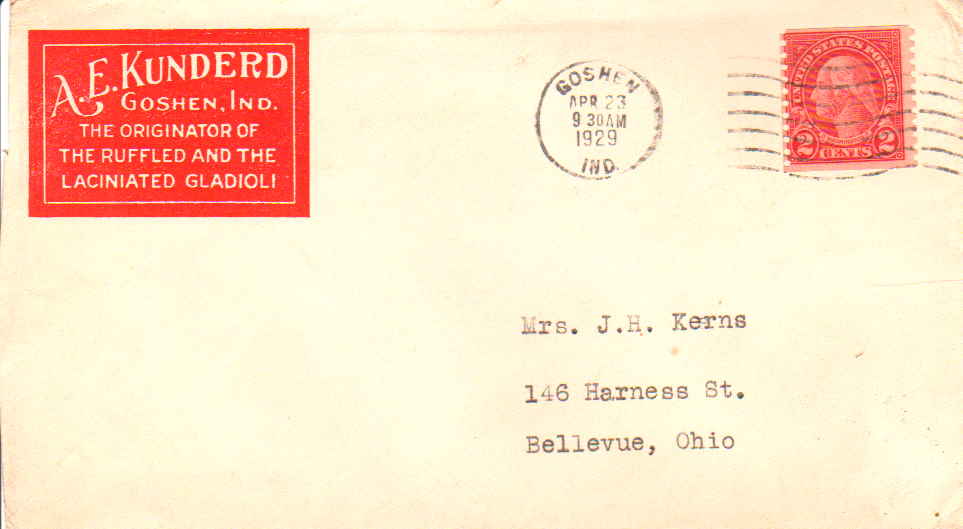 A.E. KUNDERD
GOSHEN, IND.
THE ORIGINATOR OF
THE RUFFLED AND THE
LACINIATED GLADIOLI
GOSHEN
APR 23
9 30AM
1929
IND.
UNITED STATES POSTAGE
2 CENTS 2
Mrs. J.H. Kerns
146 Harness St.
Bellevue, Ohio